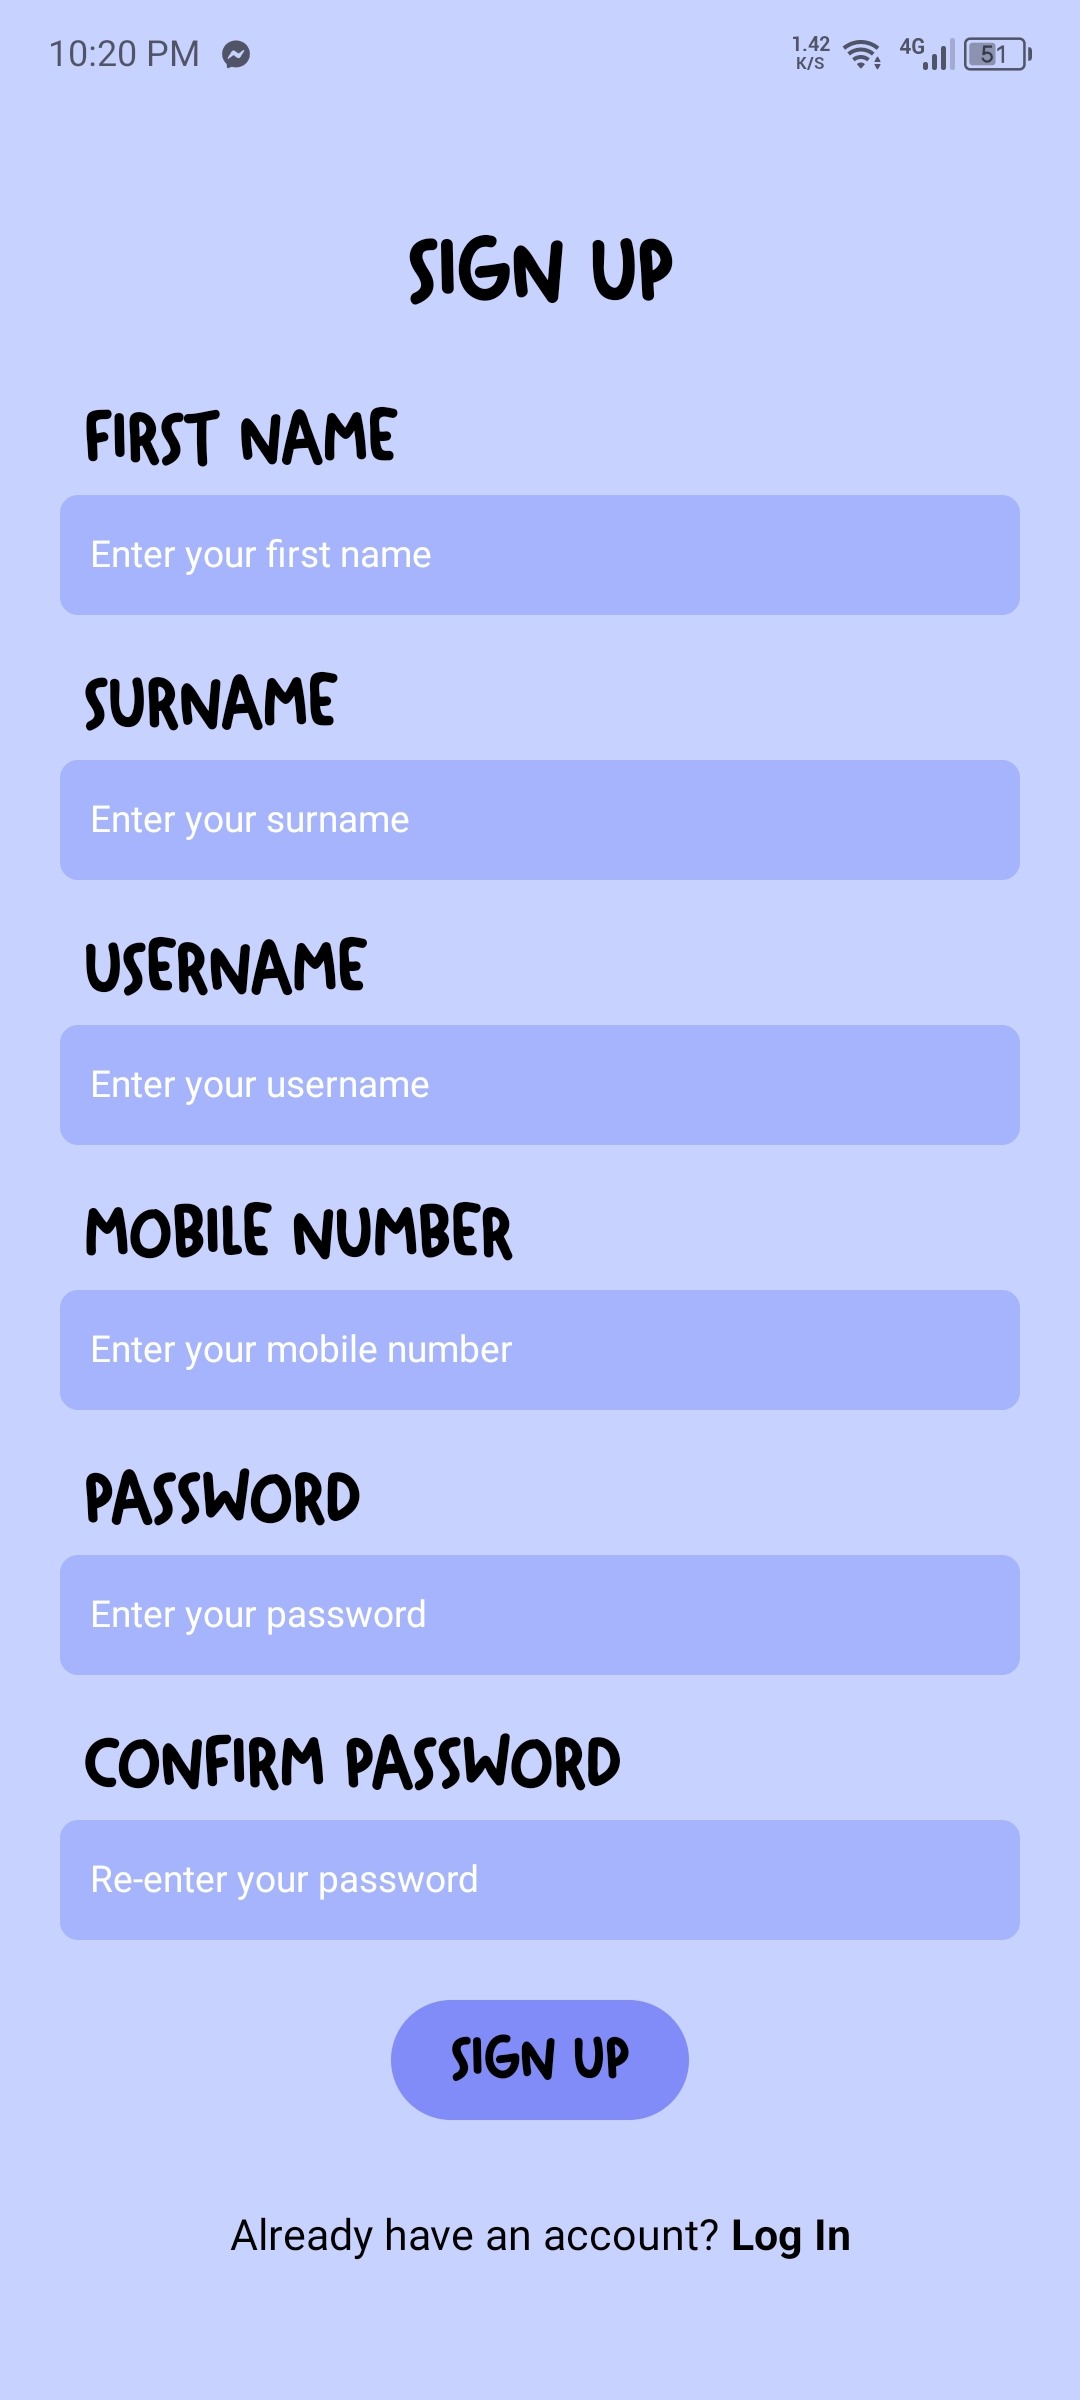 10:20 PM
1.42 K/S 4G 51
SIGN UP
FIRST NAME
Enter your first name
SURNAME
Enter your surname
USERNAME
Enter your username
MOBILE NUMBER
Enter your mobile number
PASSWORD
Enter your password
CONFIRM PASSWORD
Re-enter your password
SIGN UP
Already have an account? Log In